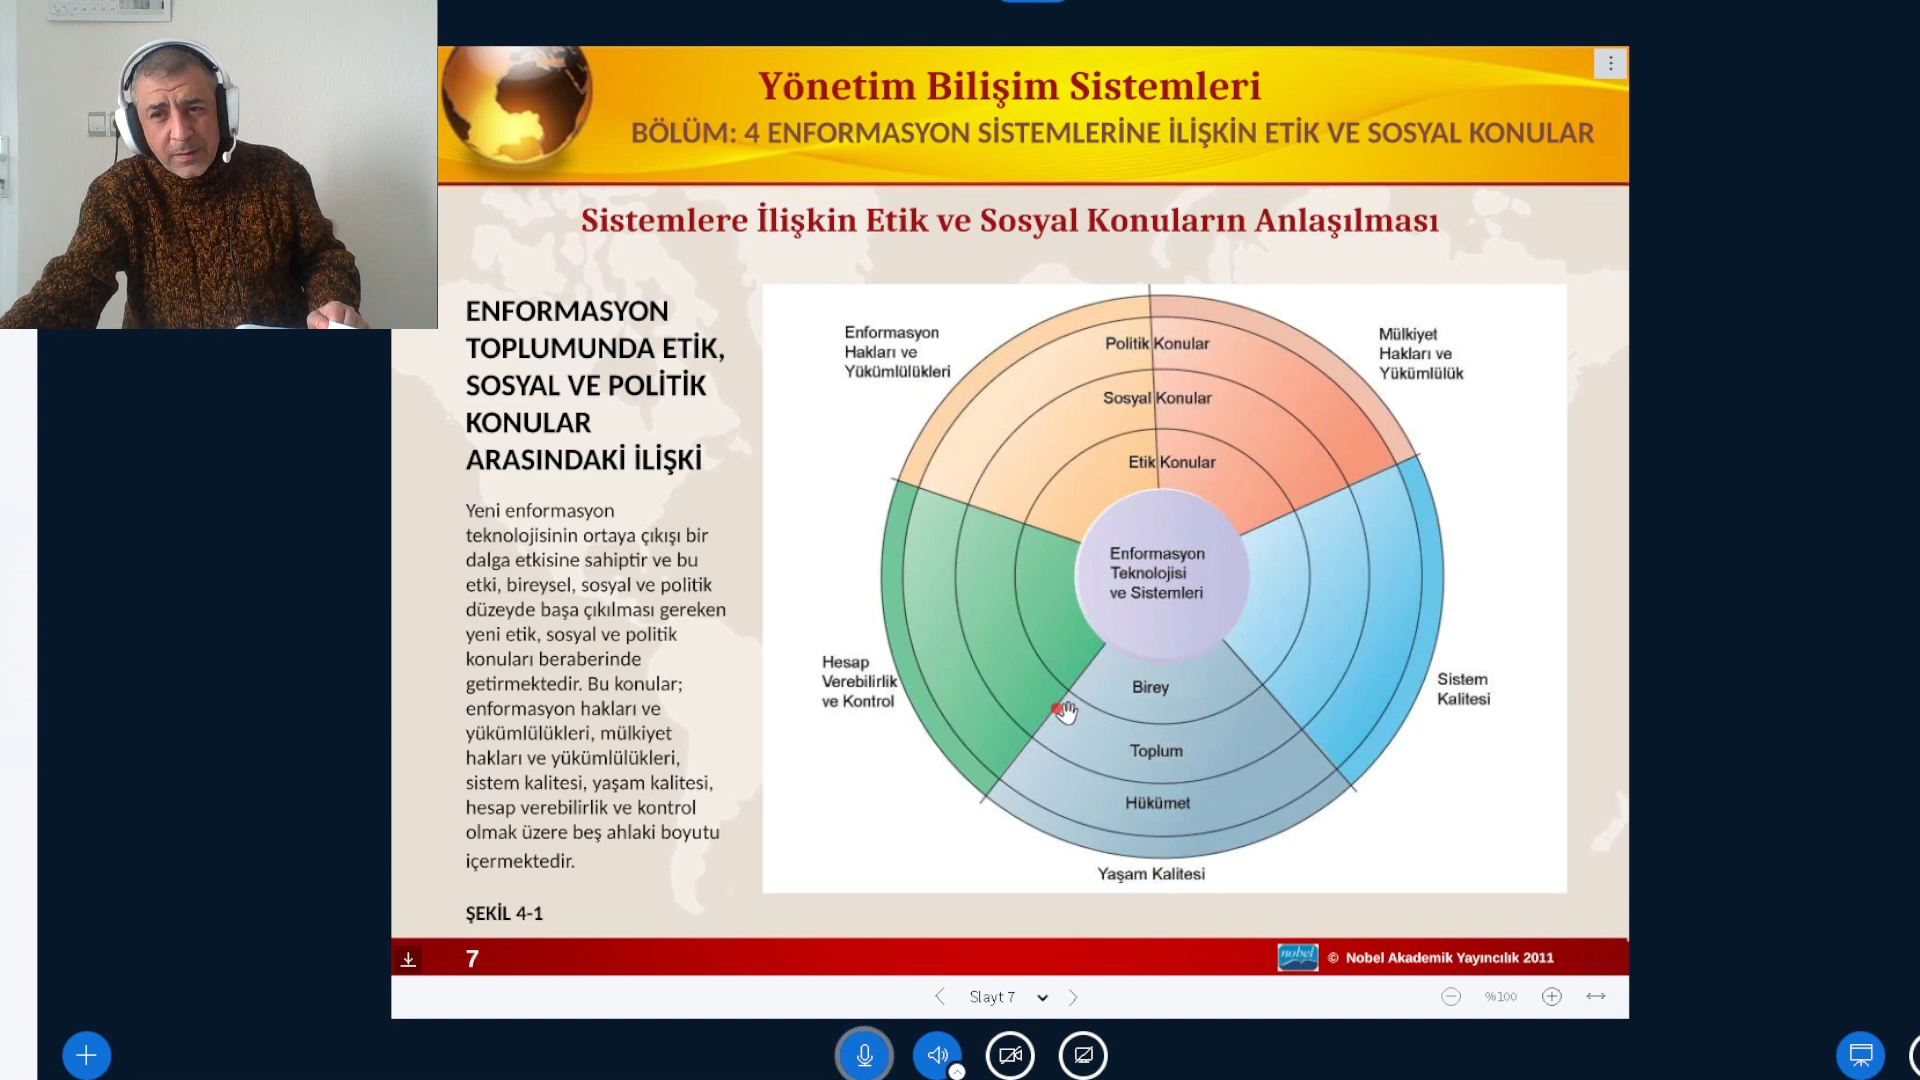 Yönetim Bilişim Sistemleri
BÖLÜM: 4 ENFORMASYON SİSTEMLERİNE İLİŞKİN ETİK VE SOSYAL KONULAR
Sistemlere İlişkin Etik ve Sosyal Konuların Anlaşılması
ENFORMASYON
TOPLUMUNDA ETİK,
SOSYAL VE POLİTİK
KONULAR
ARASINDAKİ İLİŞKİ
Yeni enformasyon
teknolojisinin ortaya çıkışı bir
dalga etkisine sahiptir ve bu
etki, bireysel, sosyal ve politik
düzeyde başa çıkılması gereken
yeni etik, sosyal ve politik
konuları beraberinde
getirmektedir. Bu konular;
enformasyon hakları ve
yükümlülükleri, mülkiyet
hakları ve yükümlülükleri,
sistem kalitesi, yaşam kalitesi,
hesap verebilirlik ve kontrol
olmak üzere beş ahlaki boyutu
içermektedir.
ŞEKİL 4-1
Enformasyon
Hakları ve
Yükümlülükleri
Mülkiyet
Hakları ve
Yükümlülük
Politik Konular
Sosyal Konular
Etik Konular
Enformasyon
Teknolojisi
ve Sistemleri
Hesap
Verebilirlik
ve Kontrol
Sistem
Kalitesi
Birey
Toplum
Hükümet
Yaşam Kalitesi
7
nobel
© Nobel Akademik Yayıncılık 2011
Slayt 7
%100